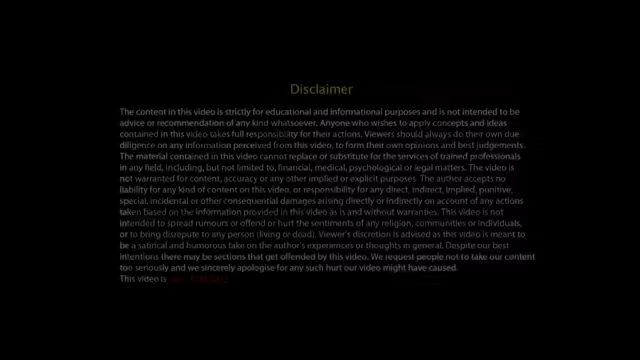 Disclaimer
The content in this video is strictly for educational and informational purposes and is not intended to be
advice or recommendation of any kind whatsoever. Anyone who wishes to apply concepts and ideas
contained in this video takes full responsibility for their actions. Viewers should always do their own due
diligence on any information perceived from this video, to form their own opinions and best judgements.
The material contained in this video cannot replace or substitute for the services of trained professionals
in any field, including, but not limited to, financial, medical, psychological or legal matters. The video is
not warranted for content, accuracy or any other implied or explicit purposes. The author accepts no
liability for any kind of content on this video, or responsibility for any direct, indirect, implied, punitive,
special, incidental or other consequential damages arising directly or indirectly on account of any actions
taken based on the information provided in this video as is and without warranties. This video is not
intended to spread rumours or offend or hurt the sentiments of any religion, communities or individuals,
or to bring disrepute to any person (living or dead). Viewer's discretion is advised as this video is meant to
be a satirical and humorous take on the author's experiences or thoughts in general. Despite our best
intentions there may be sections that get offended by this video. We request people not to take our content
too seriously and we sincerely apologise for any such hurt our video might have caused.
This video is